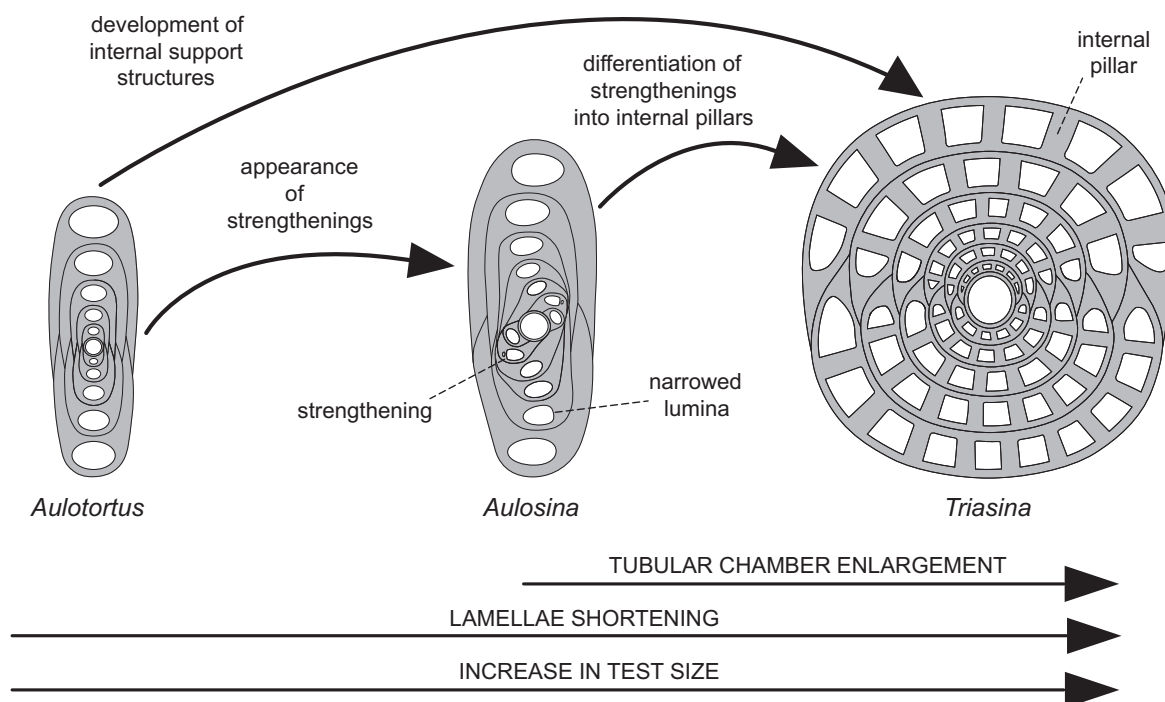 development of
internal support
structures
appearance
of
strengthenings
differentiation of
strengthenings
into internal pillars
internal
pillar
strengthening
narrowed
lumina
Aulotortus
Aulosina
Triasina
TUBULAR CHAMBER ENLARGEMENT
LAMELLAE SHORTENING
INCREASE IN TEST SIZE